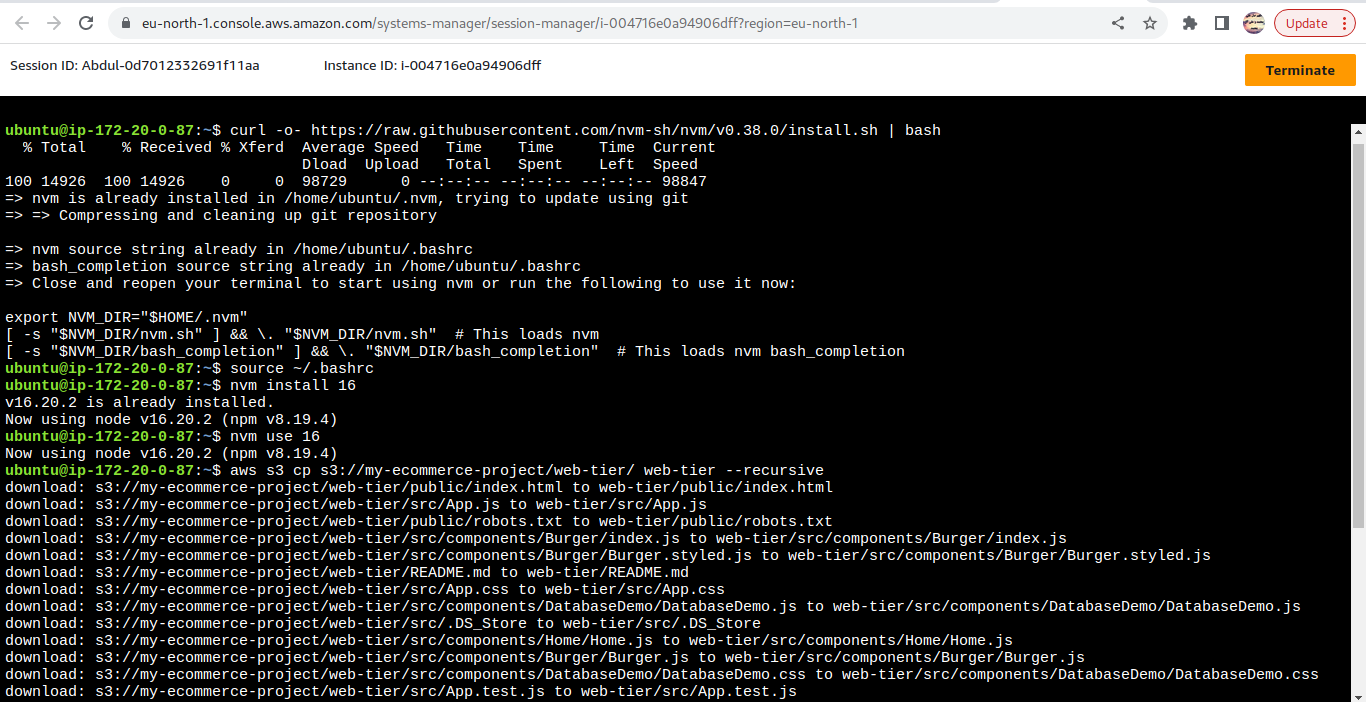 eu-north-1.console.aws.amazon.com/systems-manager/session-manager/i-004716e0a94906dff?region=eu-north-1
Update
Session ID: Abdul-0d7012332691f11aa
Instance ID: i-004716e0a94906dff
Terminate
ubuntu@ip-172-20-0-87:~$ curl -o- https://raw.githubusercontent.com/nvm-sh/nvm/v0.38.0/install.sh | bash
  % Total    % Received % Xferd  Average Speed   Time    Time     Time  Current
                                 Dload  Upload   Total   Spent    Left  Speed
100 14926  100 14926    0     0  98729      0 --:--:-- --:--:-- --:--:-- 98847
=> nvm is already installed in /home/ubuntu/.nvm, trying to update using git
=> => Compressing and cleaning up git repository
=> nvm source string already in /home/ubuntu/.bashrc
=> bash_completion source string already in /home/ubuntu/.bashrc
=> Close and reopen your terminal to start using nvm or run the following to use it now:
export NVM_DIR="$HOME/.nvm"
[ -s "$NVM_DIR/nvm.sh" ] && \. "$NVM_DIR/nvm.sh"  # This loads nvm
[ -s "$NVM_DIR/bash_completion" ] && \. "$NVM_DIR/bash_completion"  # This loads nvm bash_completion
ubuntu@ip-172-20-0-87:~$ source ~/.bashrc
ubuntu@ip-172-20-0-87:~$ nvm install 16
v16.20.2 is already installed.
Now using node v16.20.2 (npm v8.19.4)
ubuntu@ip-172-20-0-87:~$ nvm use 16
Now using node v16.20.2 (npm v8.19.4)
ubuntu@ip-172-20-0-87:~$ aws s3 cp s3://my-ecommerce-project/web-tier/ web-tier --recursive
download: s3://my-ecommerce-project/web-tier/public/index.html to web-tier/public/index.html
download: s3://my-ecommerce-project/web-tier/src/App.js to web-tier/src/App.js
download: s3://my-ecommerce-project/web-tier/public/robots.txt to web-tier/public/robots.txt
download: s3://my-ecommerce-project/web-tier/src/components/Burger/index.js to web-tier/src/components/Burger/index.js
download: s3://my-ecommerce-project/web-tier/src/components/Burger/Burger.styled.js to web-tier/src/components/Burger/Burger.styled.js
download: s3://my-ecommerce-project/web-tier/README.md to web-tier/README.md
download: s3://my-ecommerce-project/web-tier/src/App.css to web-tier/src/App.css
download: s3://my-ecommerce-project/web-tier/src/components/DatabaseDemo/DatabaseDemo.js to web-tier/src/components/DatabaseDemo/DatabaseDemo.js
download: s3://my-ecommerce-project/web-tier/src/.DS_Store to web-tier/src/.DS_Store
download: s3://my-ecommerce-project/web-tier/src/components/Home/Home.js to web-tier/src/components/Home/Home.js
download: s3://my-ecommerce-project/web-tier/src/components/Burger/Burger.js to web-tier/src/components/Burger/Burger.js
download: s3://my-ecommerce-project/web-tier/src/components/DatabaseDemo/DatabaseDemo.css to web-tier/src/components/DatabaseDemo/DatabaseDemo.css
download: s3://my-ecommerce-project/web-tier/src/App.test.js to web-tier/src/App.test.js